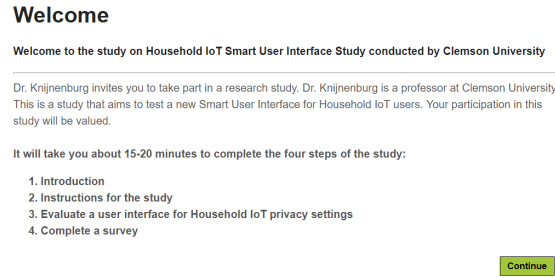 Welcome
Welcome to the study on Household IoT Smart User Interface Study conducted by Clemson University
Dr. Knijnenburg invites you to take part in a research study. Dr. Knijnenburg is a professor at Clemson University
This is a study that aims to test a new Smart User Interface for Household IoT users. Your participation in this
study will be valued.
It will take you about 15-20 minutes to complete the four steps of the study:
1. Introduction
2. Instructions for the study
3. Evaluate a user interface for Household IoT privacy settings
4. Complete a survey
Continue